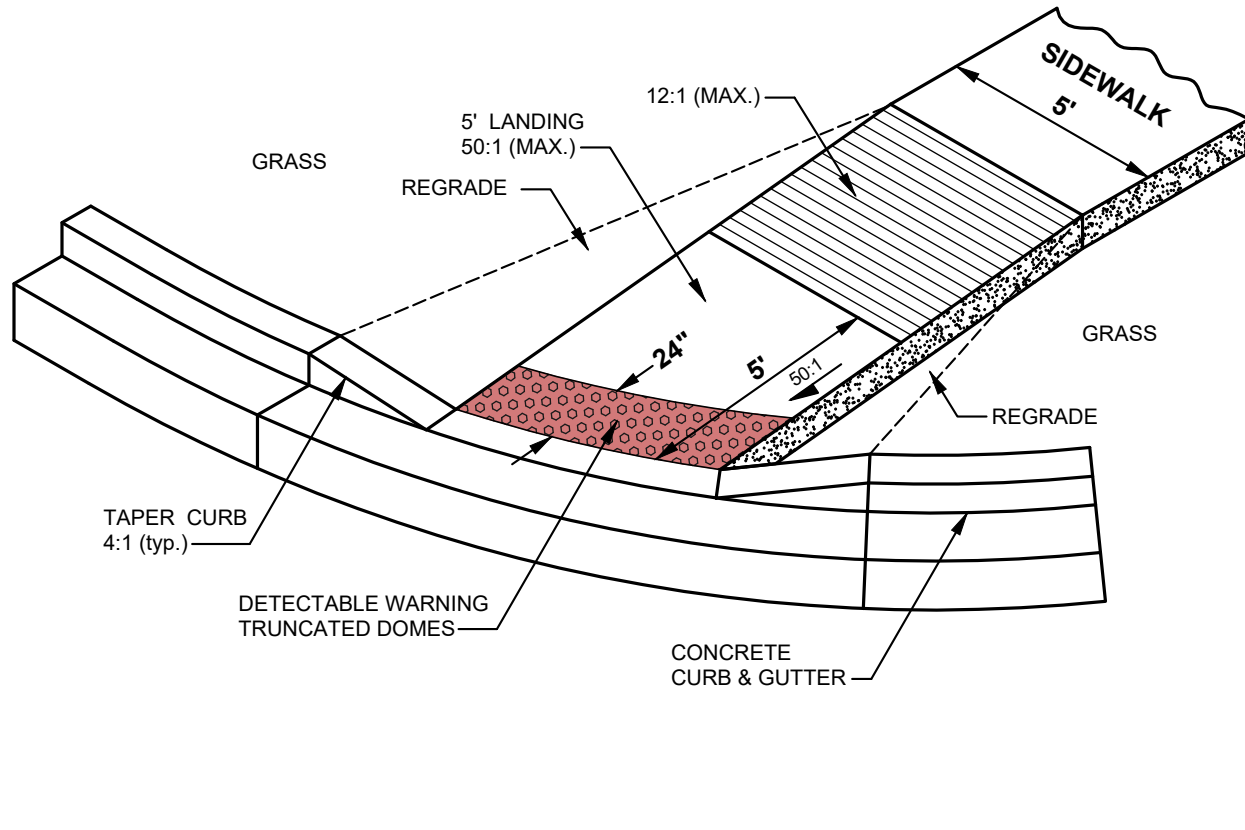 SIDEWALK
5'
12:1 (MAX.)
5' LANDING
50:1 (MAX.)
GRASS
REGRADE
GRASS
24"
5'
50:1
REGRADE
TAPER CURB
4:1 (typ.)
DETECTABLE WARNING
TRUNCATED DOMES
CONCRETE
CURB & GUTTER